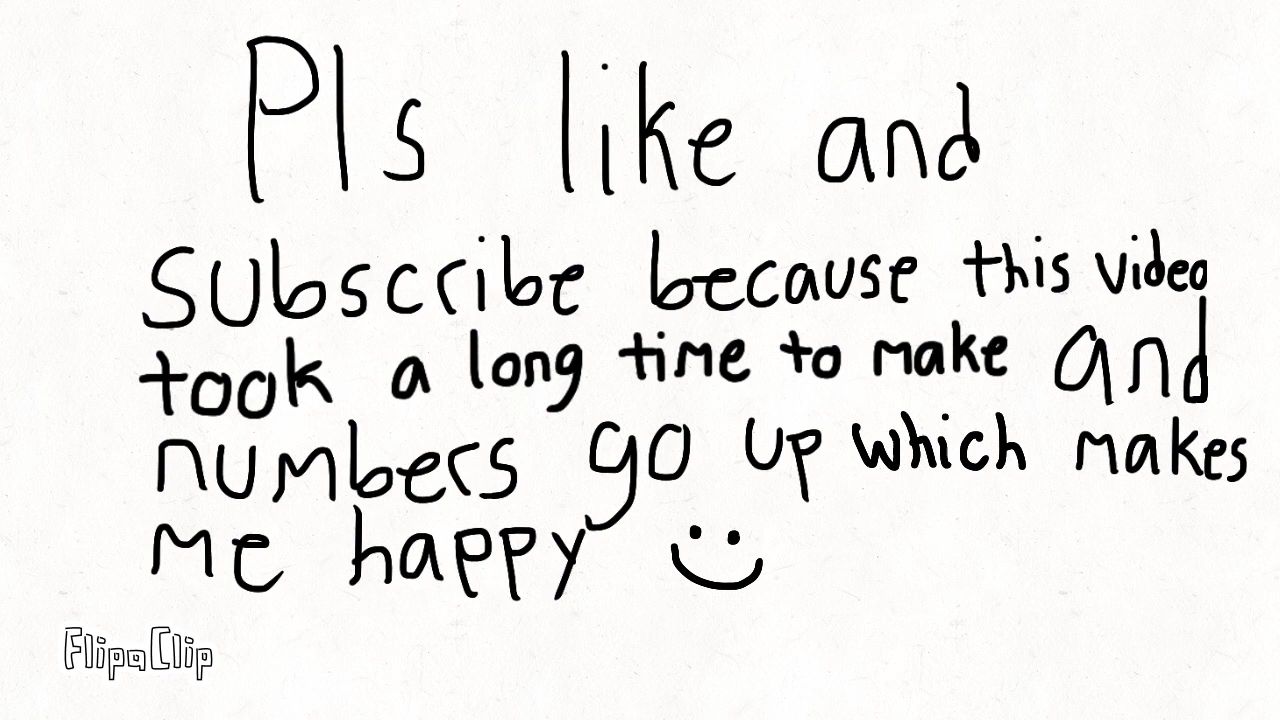 Pls like and
subscribe because this video
took a long time to make and
numbers go up which makes
me happy
FlipaClip